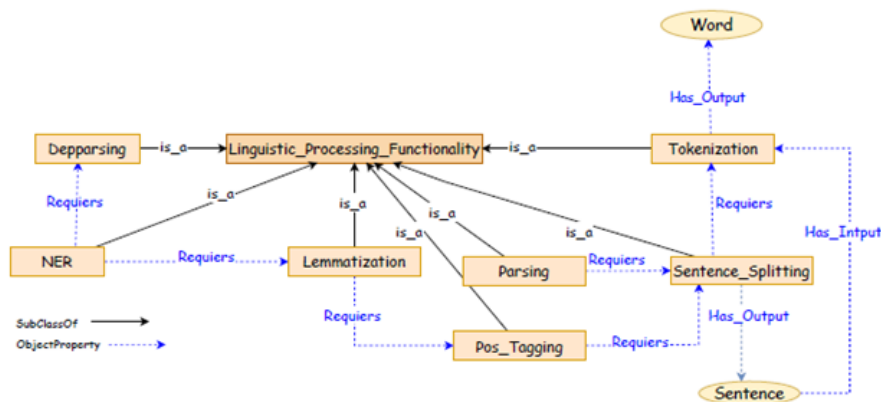 Word
Has_Output
Depparsing
is_a
Linguistic_Processing_Functionality
is_a
Tokenization
Requiers
is_a
is_a
is_a
is_a
is_a
Requiers
Has_Intput
NER
Requiers
Lemmatization
Parsing
Requiers
Sentence_Splitting
SubClassOf
ObjectProperty
Requiers
Has_Output
Pos_Tagging
Requiers
Sentence